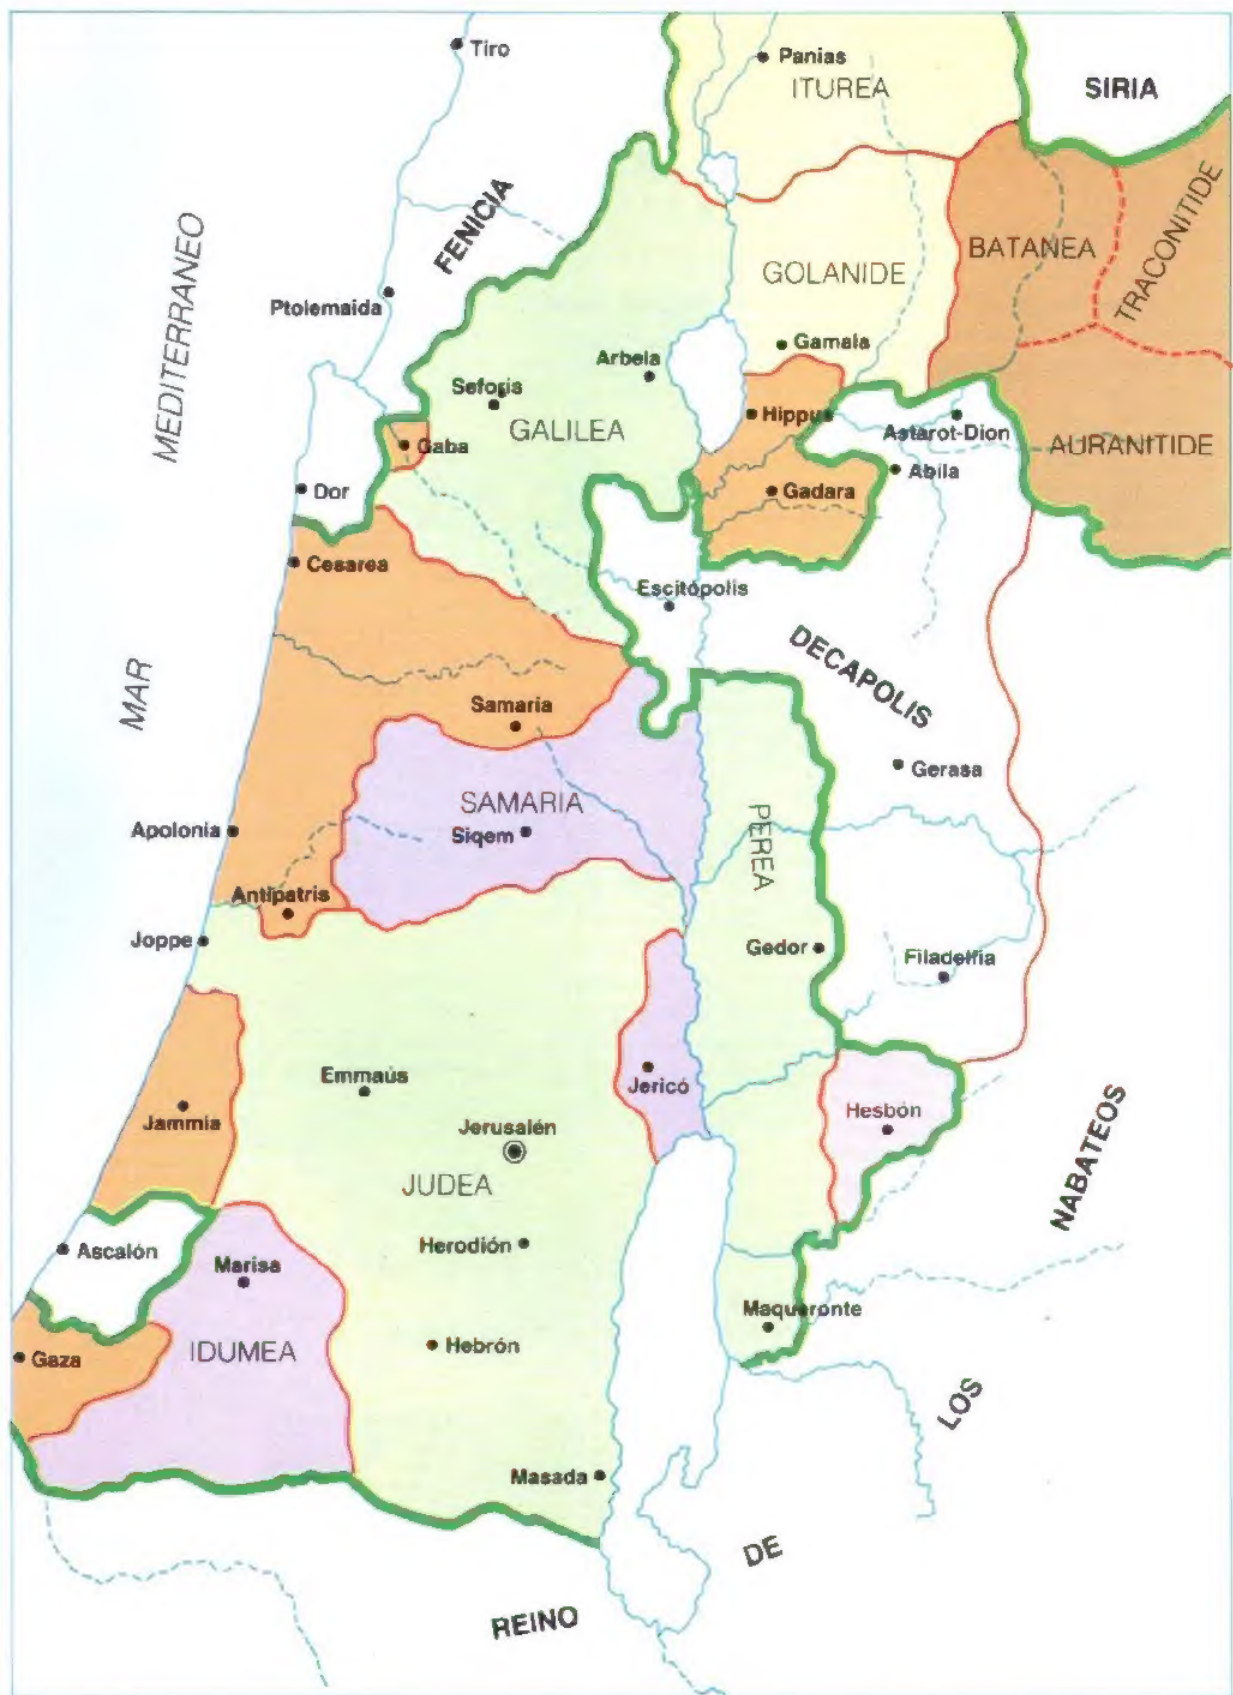 Tiro
Panias
ITUREA
SIRIA
FENICIA
MEDITERRANEO
BATANEA
TRACONITIDE
GOLANIDE
Ptolemaida
Gamala
Arbela
Seforis
GALILEA
Hippus
Astarot-Dion
AURANITIDE
Gaba
Abila
Dor
Gadara
Cesarea
Escitópolis
DECAPOLIS
MAR
Samaria
Gerasa
SAMARIA
PEREA
Apolonia
Siqem
Antipatris
Joppe
Gedor
Filadelfia
Emmaús
Jericó
Hesbón
Jammia
Jerusalén
JUDEA
NABATEOS
Ascalón
Herodión
Marisa
Maqueronte
IDUMEA
Hebrón
Gaza
LOS
Masada
DE
REINO